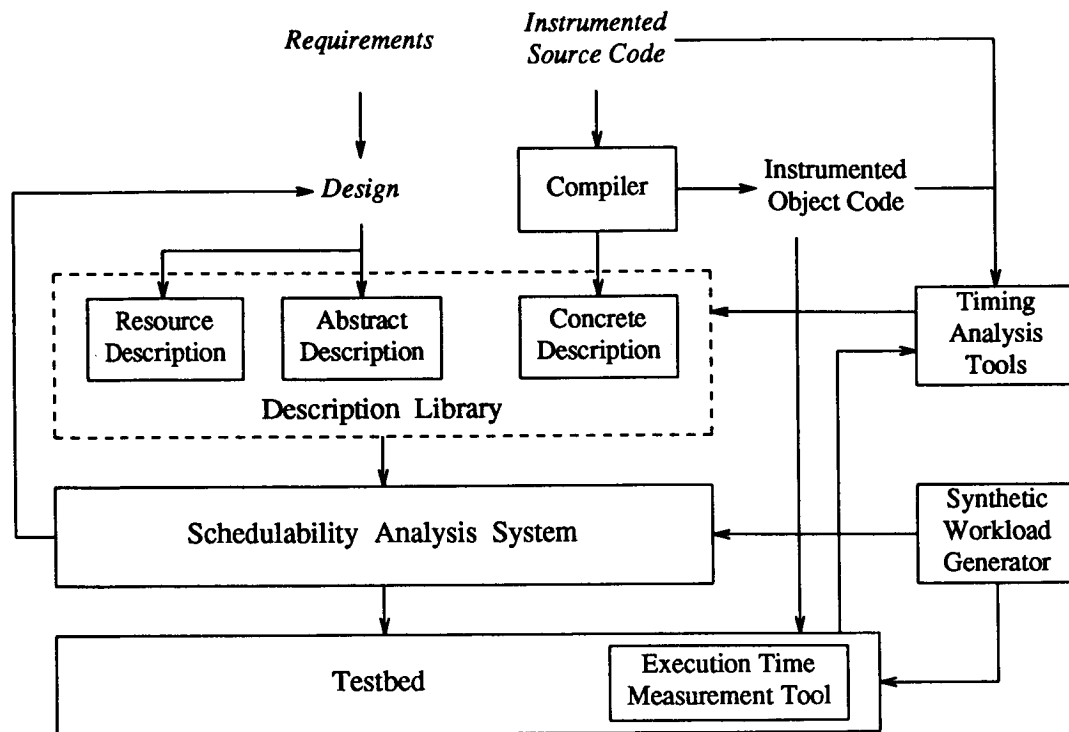 Requirements
Instrumented
Source Code
Design
Compiler
Instrumented
Object Code
Resource
Description
Abstract
Description
Concrete
Description
Timing
Analysis
Tools
Description Library
Schedulability Analysis System
Synthetic
Workload
Generator
Testbed
Execution Time
Measurement Tool